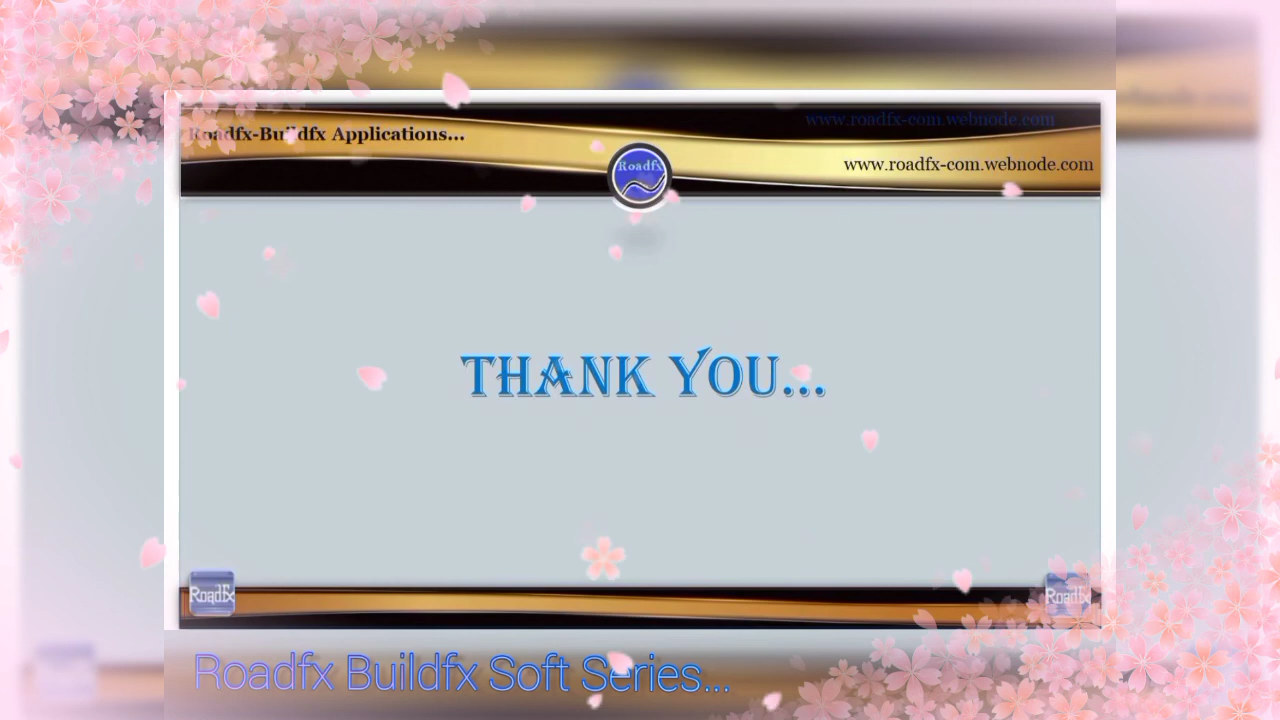 www.roadfx-com.webnode.com
Roadfx-Buildfx Applications...
www.roadfx-com.webnode.com
Roadfx
THANK YOU...
RoadFx
RoadFx
Roadfx Buildfx Soft Series...